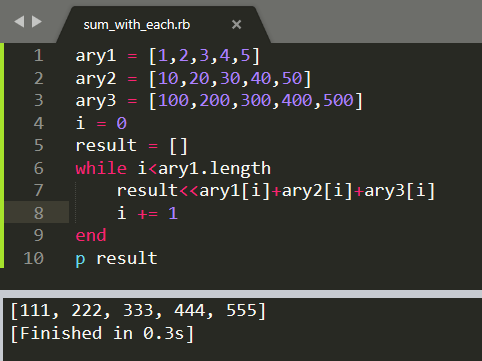 sum_with_each.rb
1 ary1 = [1,2,3,4,5]
2 ary2 = [10,20,30,40,50]
3 ary3 = [100,200,300,400,500]
4 i = 0
5 result = []
6 while i<ary1.length
7 result<<ary1[i]+ary2[i]+ary3[i]
8 i += 1
9 end
10 p result
[111, 222, 333, 444, 555]
[Finished in 0.3s]